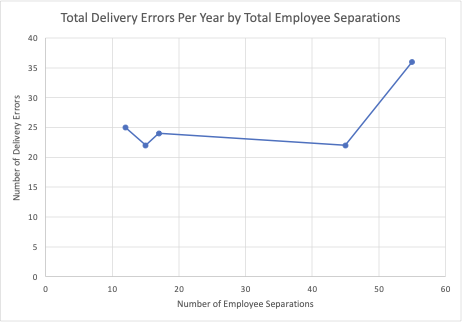 Total Delivery Errors Per Year by Total Employee Separations
40
35
30
25
20
15
10
5
0
Number of Delivery Errors
0 10 20 30 40 50 60
Number of Employee Separations